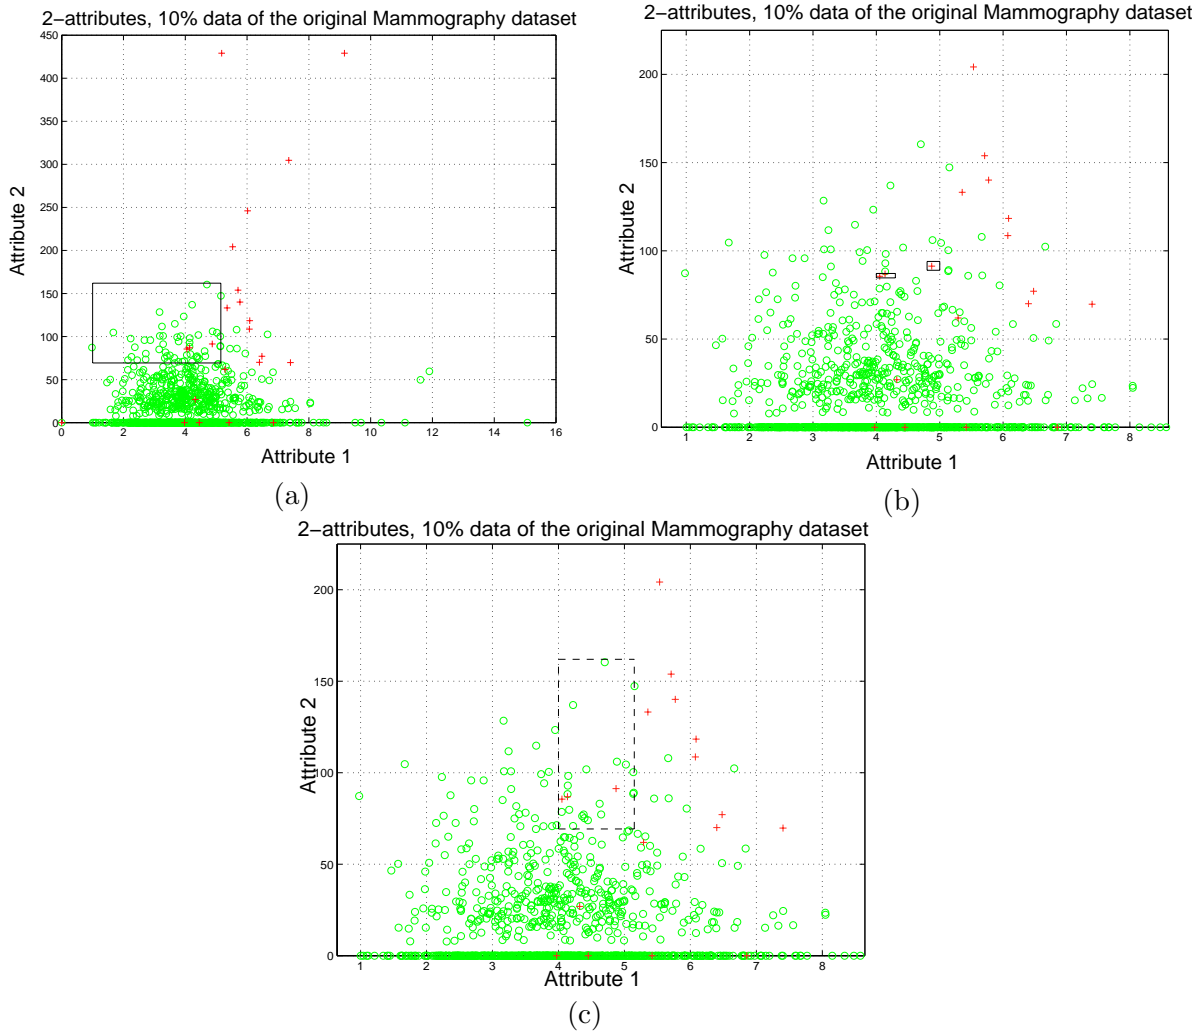 2−attributes, 10% data of the original Mammography dataset
450
400
350
300
250
200
150
100
50
0
Attribute 2
0 2 4 6 8 10 12 14 16
Attribute 1
(a)
2−attributes, 10% data of the original Mammography dataset
200
150
100
50
0
Attribute 2
1 2 3 4 5 6 7 8
Attribute 1
(b)
2−attributes, 10% data of the original Mammography dataset
200
150
100
50
0
Attribute 2
1 2 3 4 5 6 7 8
Attribute 1
(c)